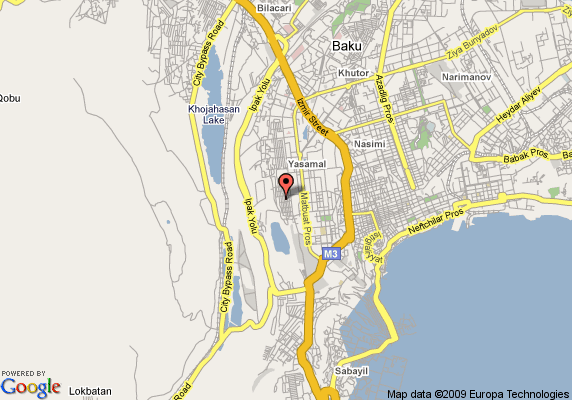 Bilacari
Baku
Ziya Bunyadov
Khutor
Narimanov
Qobu
City Bypass Road
Ipak Yolu
Azadlig Pros
Heydar Aliyev
Khojahasan
Lake
Izmir Street
Nasimi
Babak Pros
Yasamal
Matbuat Pros
Ipak Yolu
Neftchilar Pros
Istigraliyyat
M3
City Bypass Road
Sabayil
Road
Lokbatan
POWERED BY
Google
Map data ©2009 Europa Technologies